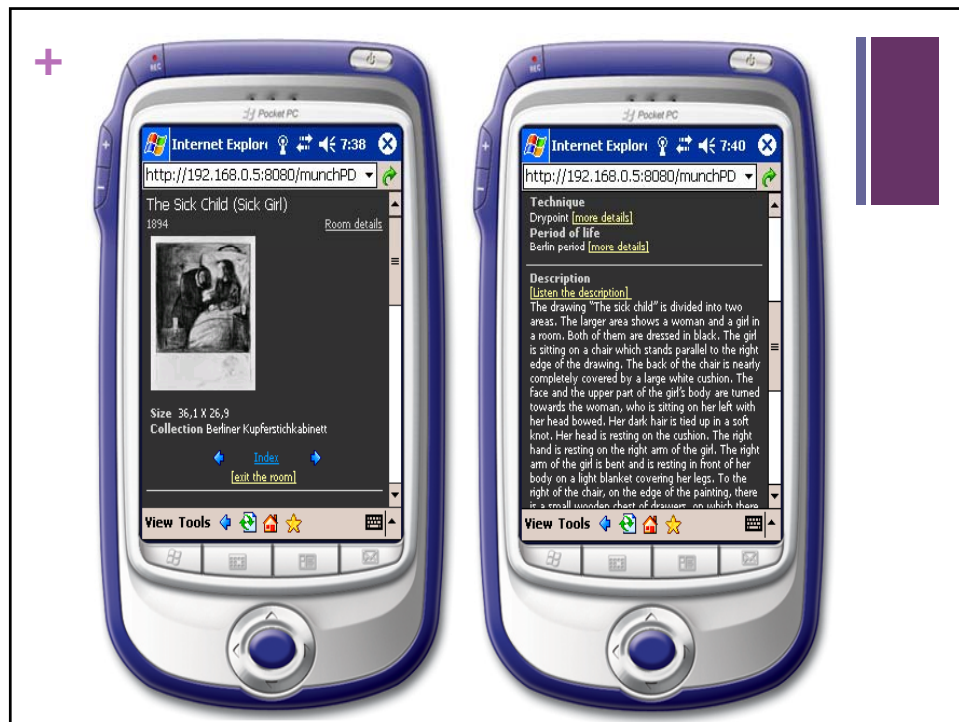 +
REC
Pocket PC
Internet Explor 7:38
http://192.168.0.5:8080/munchPD
The Sick Child (Sick Girl)
1894 Room details
Size 36,1 X 26,9
Collection Berliner Kupferstichkabinett
Index
[exit the room]
View Tools
+
REC
Pocket PC
Internet Explor 7:40
http://192.168.0.5:8080/munchPD
Technique
Drypoint [more details]
Period of life
Berlin period [more details]
Description
[Listen the description]
The drawing "The sick child" is divided into two
areas. The larger area shows a woman and a girl in
a room. Both of them are dressed in black. The girl
is sitting on a chair which stands parallel to the right
edge of the drawing. The back of the chair is nearly
completely covered by a large white cushion. The
face and the upper part of the girl's body are turned
towards the woman, who is sitting on her left with
her head bowed. Her dark hair is tied up in a soft
knot. Her head is resting on the cushion. The right
hand is resting on the right arm of the girl. The right
arm of the girl is bent and is resting in front of her
body on a light blanket covering her legs. To the
right of the chair, on the edge of the painting, there
is a small wooden chest of drawers, on which there
View Tools